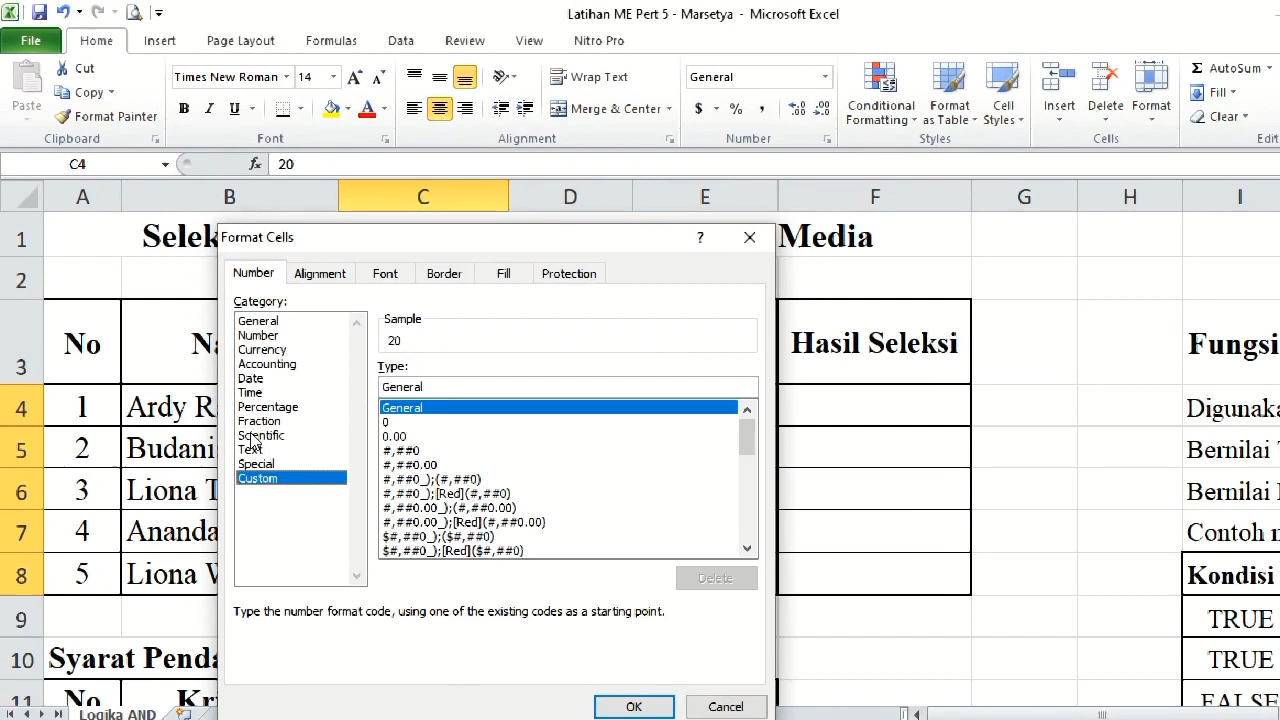 Latihan ME Pert 5 - Marsetya - Microsoft Excel
File Home Insert Page Layout Formulas Data Review View Nitro Pro
Paste Cut Copy Format Painter
Times New Roman 14 A A
B I U A
Wrap Text
Merge & Center
General
$ % ,
Conditional Formatting
Format as Table
Cell Styles
Insert Delete Format
Σ AutoSum
Fill
Clear
Clipboard Font Alignment Number Styles Cells
C4 fx 20
A B C D E F G H I
1 Media
2
3 No Hasil Seleksi
4 1 Ardy
5 2
6 3 Liona
7 4
8 5 Liona
9
10 Syarat
11 No
Bernilai
Bernilai
Contoh
Kondisi
TRUE
TRUE
FALSE
Format Cells ?
Number Alignment Font Border Fill Protection
Category:
General
Number
Currency
Accounting
Date
Time
Percentage
Fraction
Scientific
Text
Special
Custom
Sample
20
Type:
General
General
0
0.00
#,##0
#,##0.00
#,##0_);(#,##0)
#,##0_);[Red](#,##0)
#,##0.00_);(#,##0.00)
#,##0.00_);[Red](#,##0.00)
$#,##0_);($#,##0)
$#,##0_);[Red]($#,##0)
Delete
Type the number format code, using one of the existing codes as a starting point.
OK Cancel
Logika AND